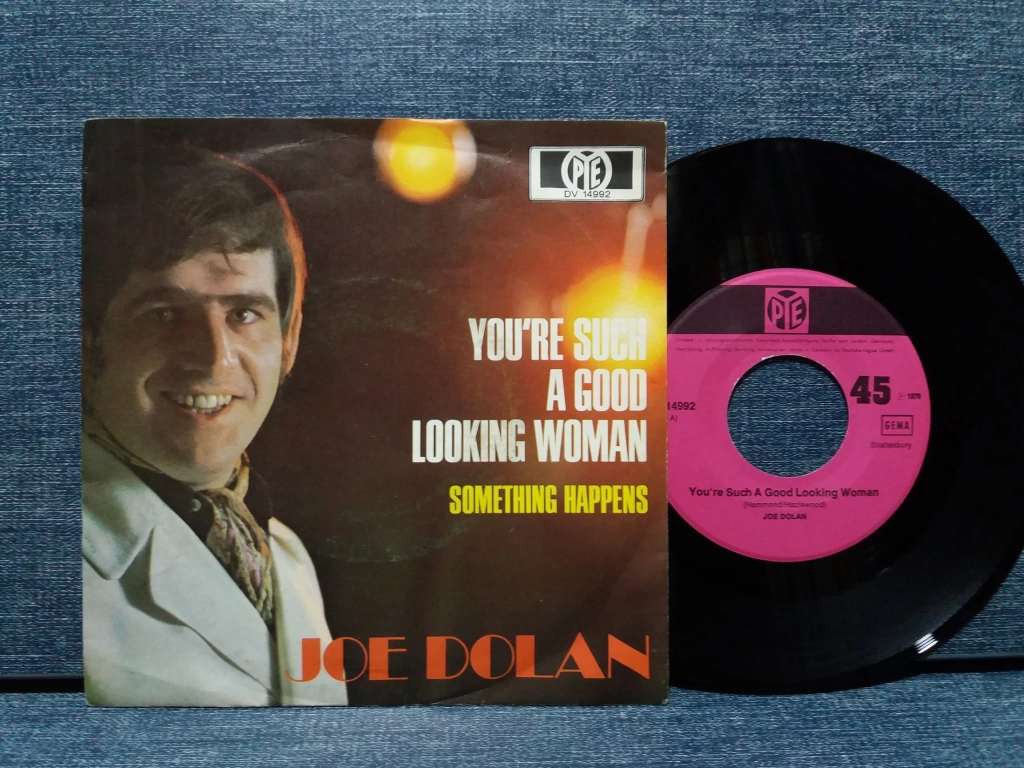 PYE
DV 14992
YOU'RE SUCH
A GOOD
LOOKING WOMAN
SOMETHING HAPPENS
JOE DOLAN
PYE
45
℗ 1970
14992
A)
GEMA
Shaftesbury
You're Such A Good Looking Woman
(Hammond/Hazlewood)
JOE DOLAN